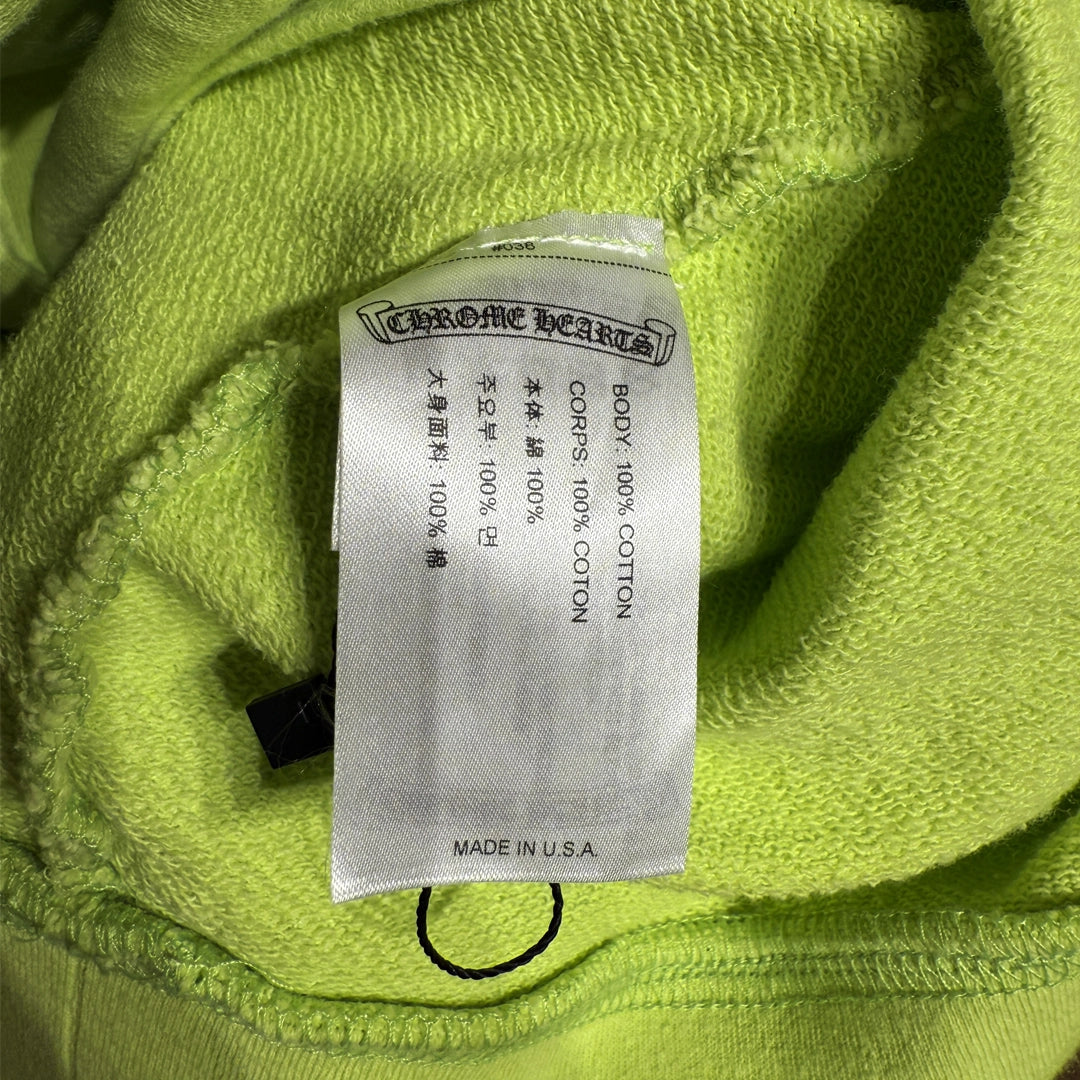 #038
CHROME HEARTS
BODY: 100% COTTON
CORPS: 100% COTON
本体: 綿 100%
주요부 100% 면
大身面料: 100% 棉
MADE IN U.S.A.